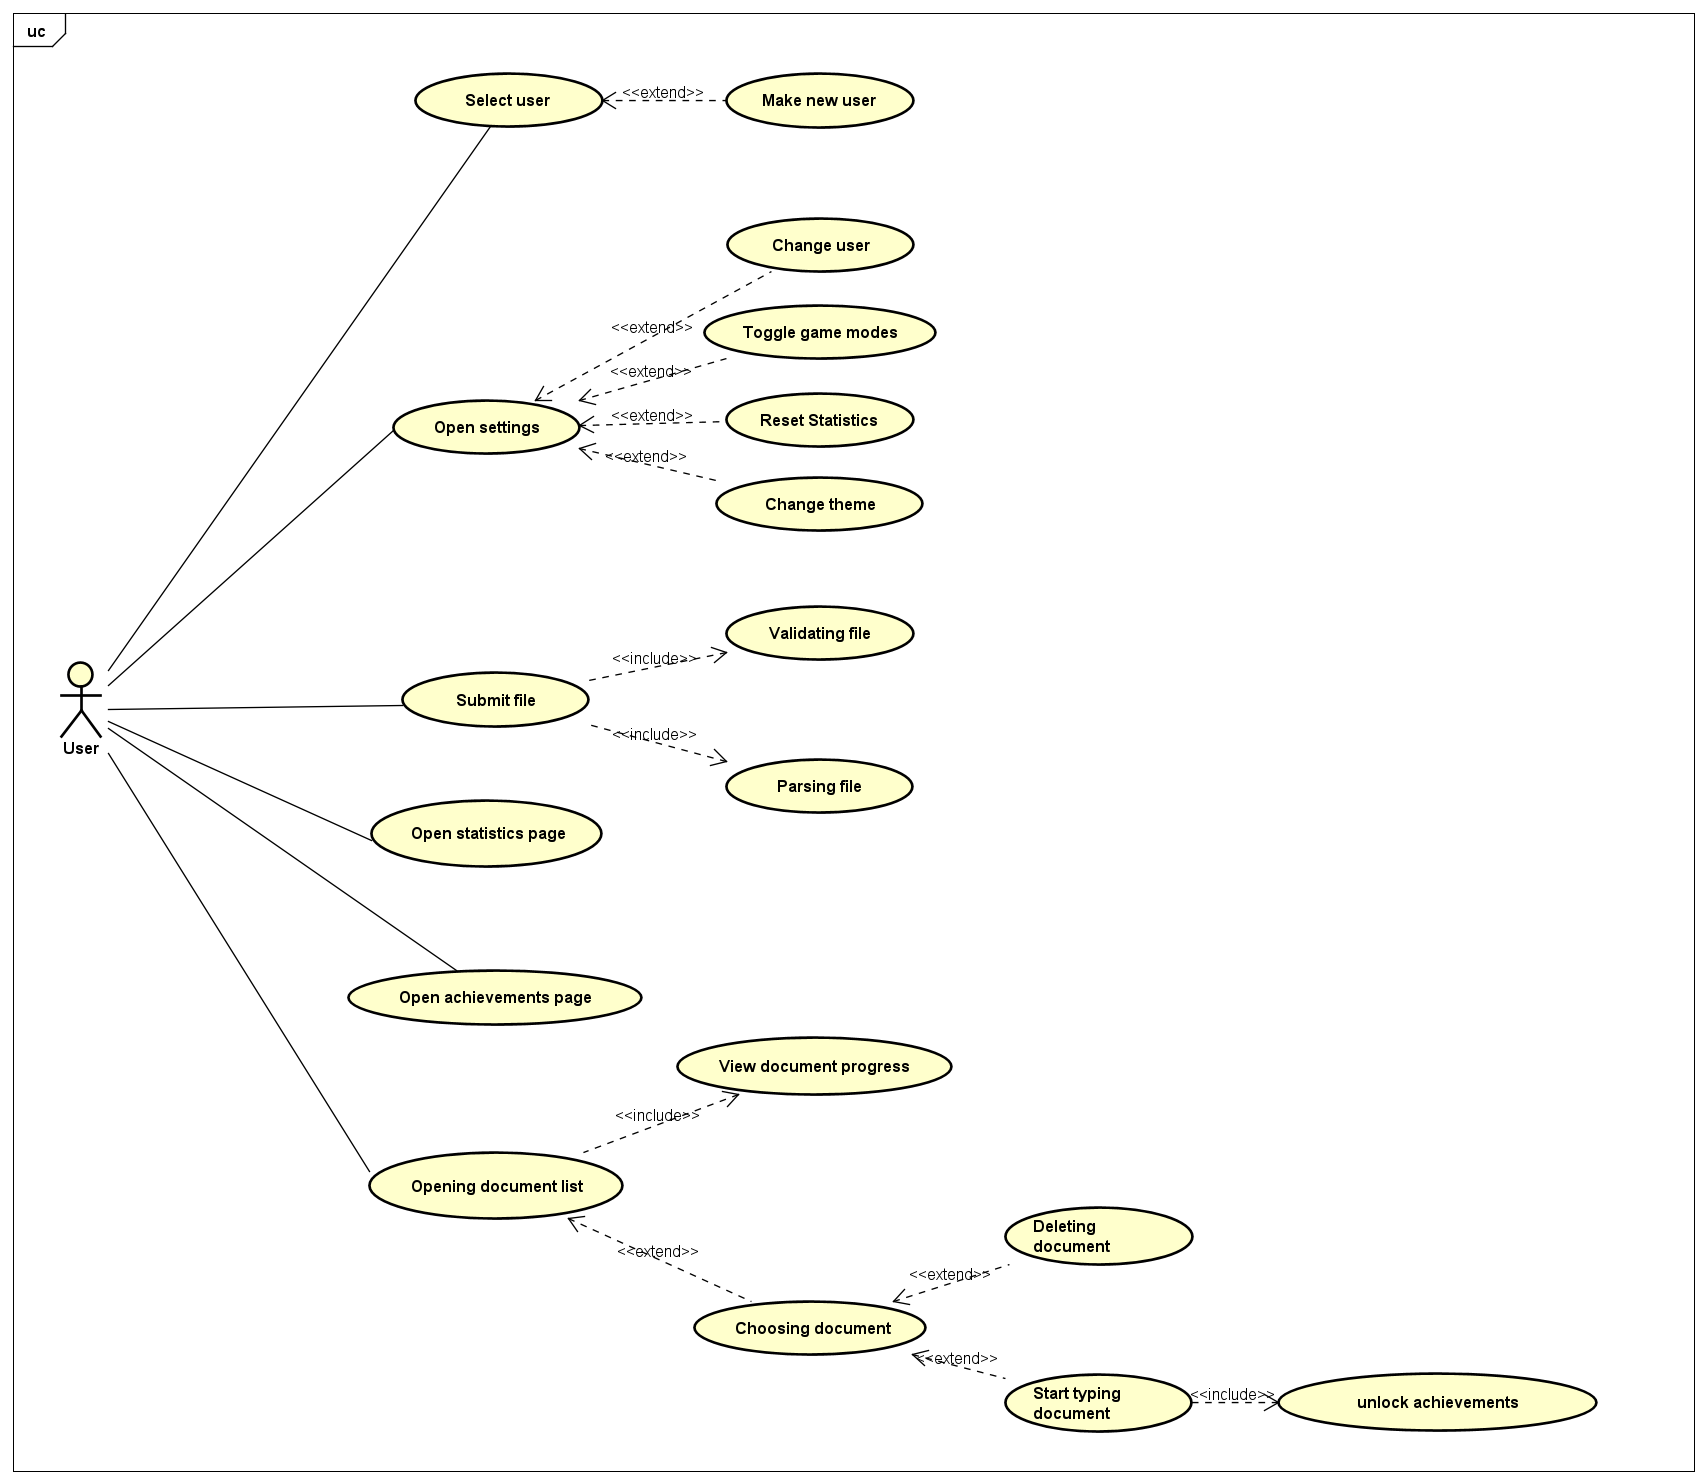 uc
Select user
<<extend>>
Make new user
Change user
<<extend>>
Toggle game modes
<<extend>>
<<extend>>
Reset Statistics
Open settings
<<extend>>
Change theme
Validating file
<<include>>
Submit file
<<include>>
User
Parsing file
Open statistics page
Open achievements page
View document progress
<<include>>
Opening document list
<<extend>>
Deleting
document
<<extend>>
Choosing document
<<extend>>
Start typing
document
<<include>>
unlock achievements